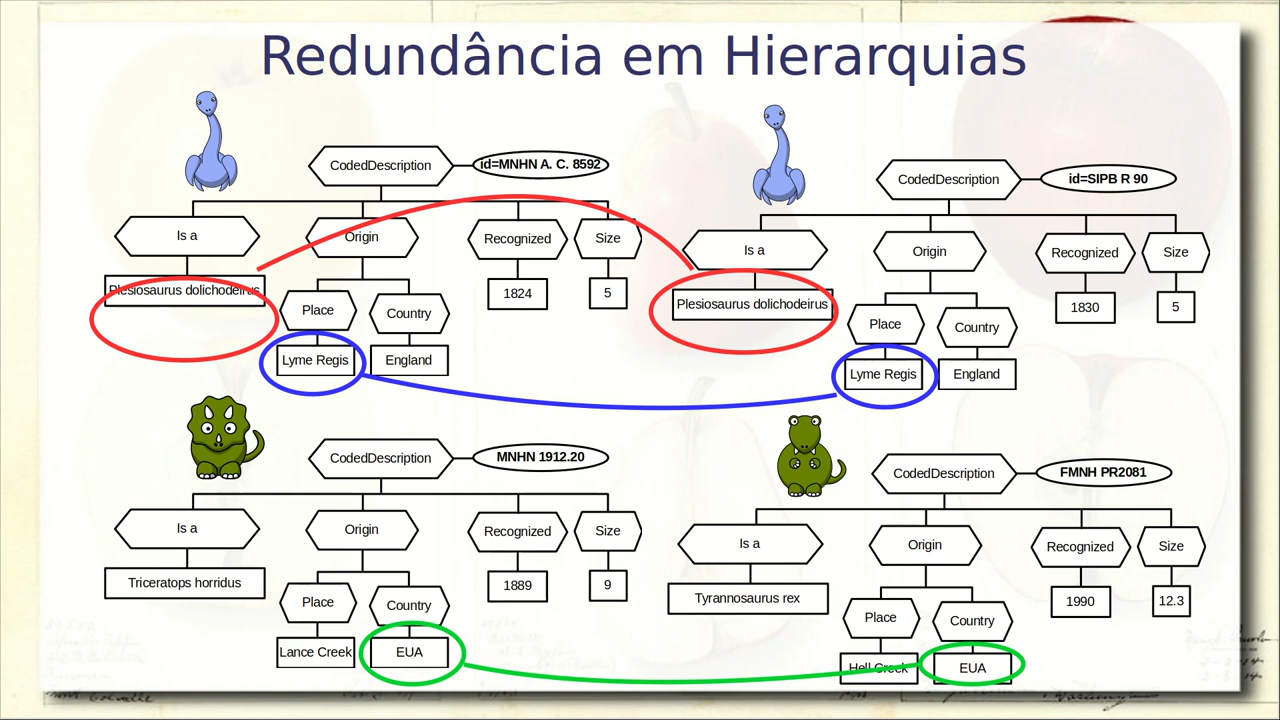 Redundância em Hierarquias
CodedDescription
id=MNHN A. C. 8592
Is a
Origin
Recognized
Size
Plesiosaurus dolichodeirus
Place
Country
1824
5
Lyme Regis
England
CodedDescription
id=SIPB R 90
Is a
Origin
Recognized
Size
Plesiosaurus dolichodeirus
Place
Country
1830
5
Lyme Regis
England
CodedDescription
MNHN 1912.20
Is a
Origin
Recognized
Size
Triceratops horridus
Place
Country
1889
9
Lance Creek
EUA
CodedDescription
FMNH PR2081
Is a
Origin
Recognized
Size
Tyrannosaurus rex
Place
Country
1990
12.3
Hell Creek
EUA